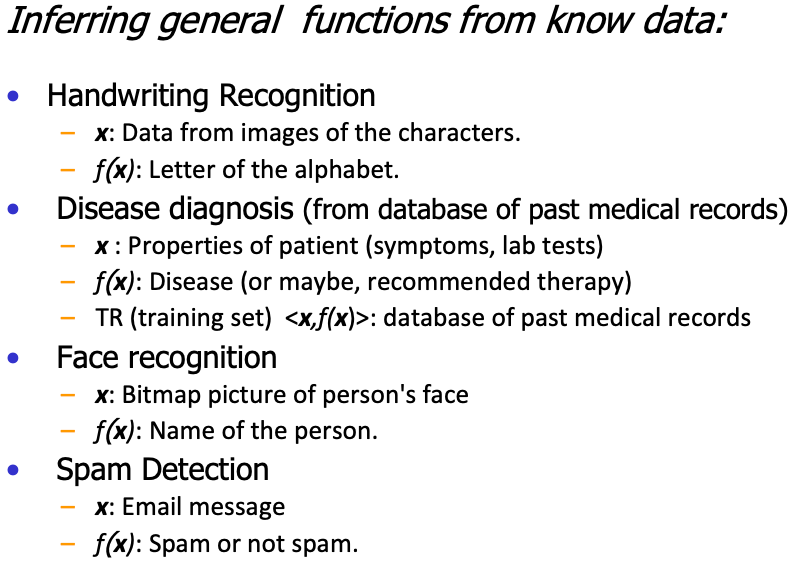 Inferring general functions from know data:
• Handwriting Recognition
– x: Data from images of the characters.
– f(x): Letter of the alphabet.
• Disease diagnosis (from database of past medical records)
– x : Properties of patient (symptoms, lab tests)
– f(x): Disease (or maybe, recommended therapy)
– TR (training set) <x,f(x)>: database of past medical records
• Face recognition
– x: Bitmap picture of person's face
– f(x): Name of the person.
• Spam Detection
– x: Email message
– f(x): Spam or not spam.